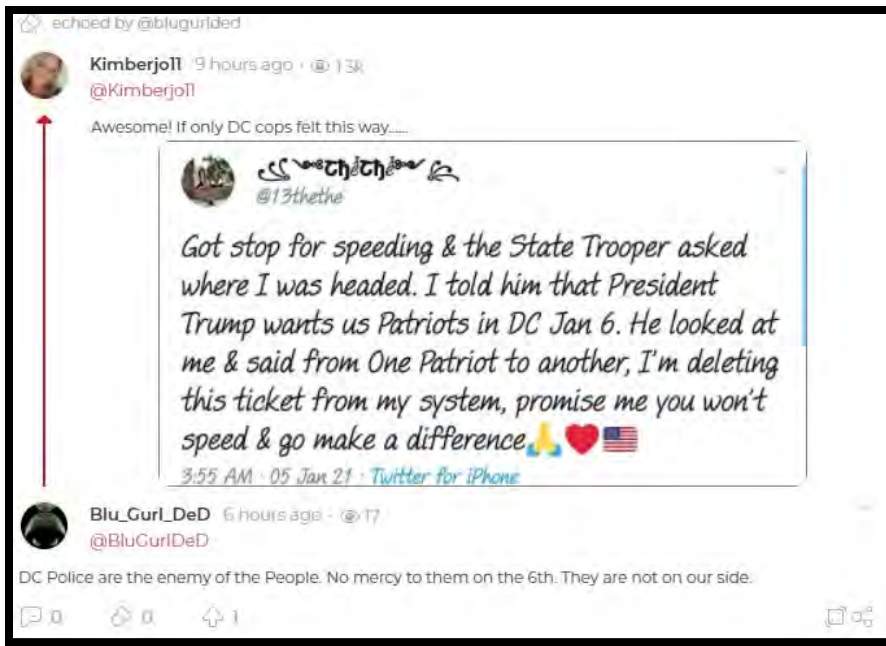 echoed by @blugurlded
Kimberjo11 9 hours ago · 13k
@Kimberjo11
Awesome! If only DC cops felt this way......
@13thethe
Got stop for speeding & the State Trooper asked
where I was headed. I told him that President
Trump wants us Patriots in DC Jan 6. He looked at
me & said from One Patriot to another, I'm deleting
this ticket from my system, promise me you won't
speed & go make a difference🙏❤️🇺🇸
3:55 AM · 05 Jan 21 · Twitter for iPhone
Blu_Gurl_DeD 6 hours ago · 17
@BluGurlDeD
DC Police are the enemy of the People. No mercy to them on the 6th. They are not on our side.
0 0 1